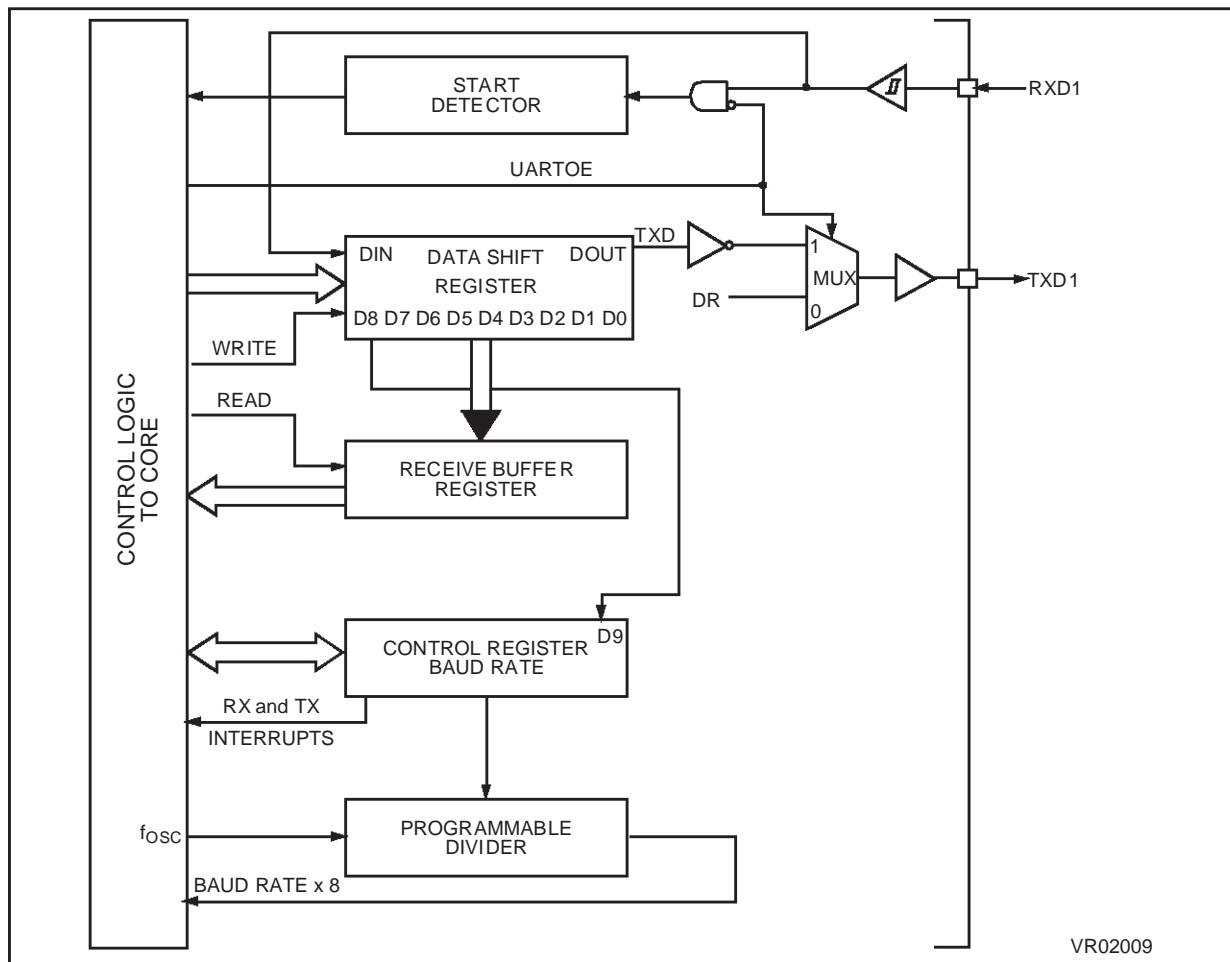 START
DETECTOR
RXD1
UARTOE
TXD
DIN DATA SHIFT DOUT
REGISTER
D8 D7 D6 D5 D4 D3 D2 D1 D0
1
MUX
0
DR
TXD1
WRITE
READ
CONTROL LOGIC
TO CORE
RECEIVE BUFFER
REGISTER
D9
CONTROL REGISTER
BAUD RATE
RX and TX
INTERRUPTS
fOSC
PROGRAMMABLE
DIVIDER
BAUD RATE x 8
VR02009